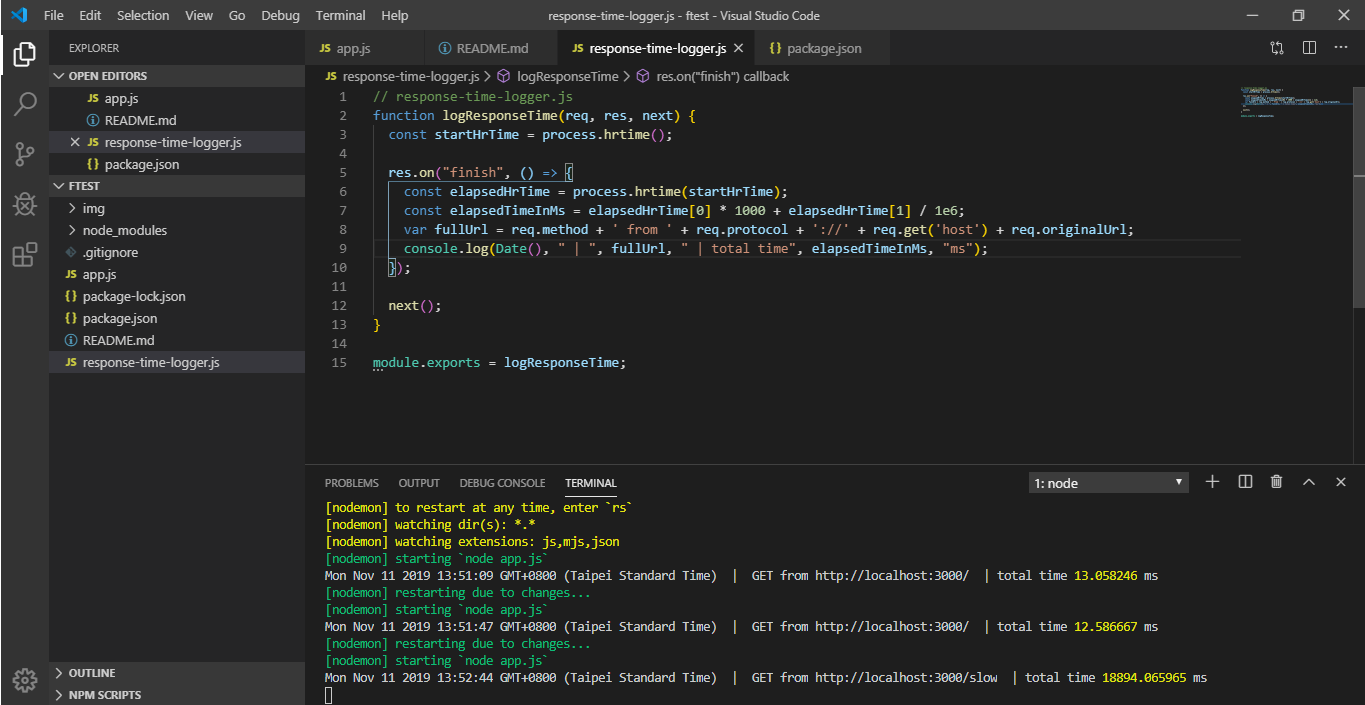 File Edit Selection View Go Debug Terminal Help response-time-logger.js - ftest - Visual Studio Code
EXPLORER
OPEN EDITORS
JS app.js
README.md
JS response-time-logger.js
{} package.json
FTEST
img
node_modules
.gitignore
JS app.js
{} package-lock.json
{} package.json
README.md
JS response-time-logger.js
OUTLINE
NPM SCRIPTS
JS app.js README.md JS response-time-logger.js {} package.json
JS response-time-logger.js > logResponseTime > res.on("finish") callback
1 // response-time-logger.js
2 function logResponseTime(req, res, next) {
3 const startHrTime = process.hrtime();
4
5 res.on("finish", () => {
6 const elapsedHrTime = process.hrtime(startHrTime);
7 const elapsedTimeInMs = elapsedHrTime[0] * 1000 + elapsedHrTime[1] / 1e6;
8 var fullUrl = req.method + ' from ' + req.protocol + '://' + req.get('host') + req.originalUrl;
9 console.log(Date(), " | ", fullUrl, " | total time", elapsedTimeInMs, "ms");
10 });
11
12 next();
13 }
14
15 module.exports = logResponseTime;
PROBLEMS OUTPUT DEBUG CONSOLE TERMINAL 1: node
[nodemon] to restart at any time, enter `rs`
[nodemon] watching dir(s): *.*
[nodemon] watching extensions: js,mjs,json
[nodemon] starting `node app.js`
Mon Nov 11 2019 13:51:09 GMT+0800 (Taipei Standard Time) | GET from http://localhost:3000/ | total time 13.058246 ms
[nodemon] restarting due to changes...
[nodemon] starting `node app.js`
Mon Nov 11 2019 13:51:47 GMT+0800 (Taipei Standard Time) | GET from http://localhost:3000/ | total time 12.586667 ms
[nodemon] restarting due to changes...
[nodemon] starting `node app.js`
Mon Nov 11 2019 13:52:44 GMT+0800 (Taipei Standard Time) | GET from http://localhost:3000/slow | total time 18894.065965 ms